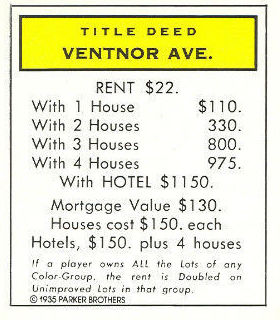 TITLE DEED
VENTNOR AVE.
RENT $22.
With 1 House $110.
With 2 Houses 330.
With 3 Houses 800.
With 4 Houses 975.
With HOTEL $1150.
Mortgage Value $130.
Houses cost $150. each
Hotels, $150. plus 4 houses
If a player owns ALL the Lots of any
Color-Group, the rent is Doubled on
Unimproved Lots in that group.
© 1935 PARKER BROTHERS